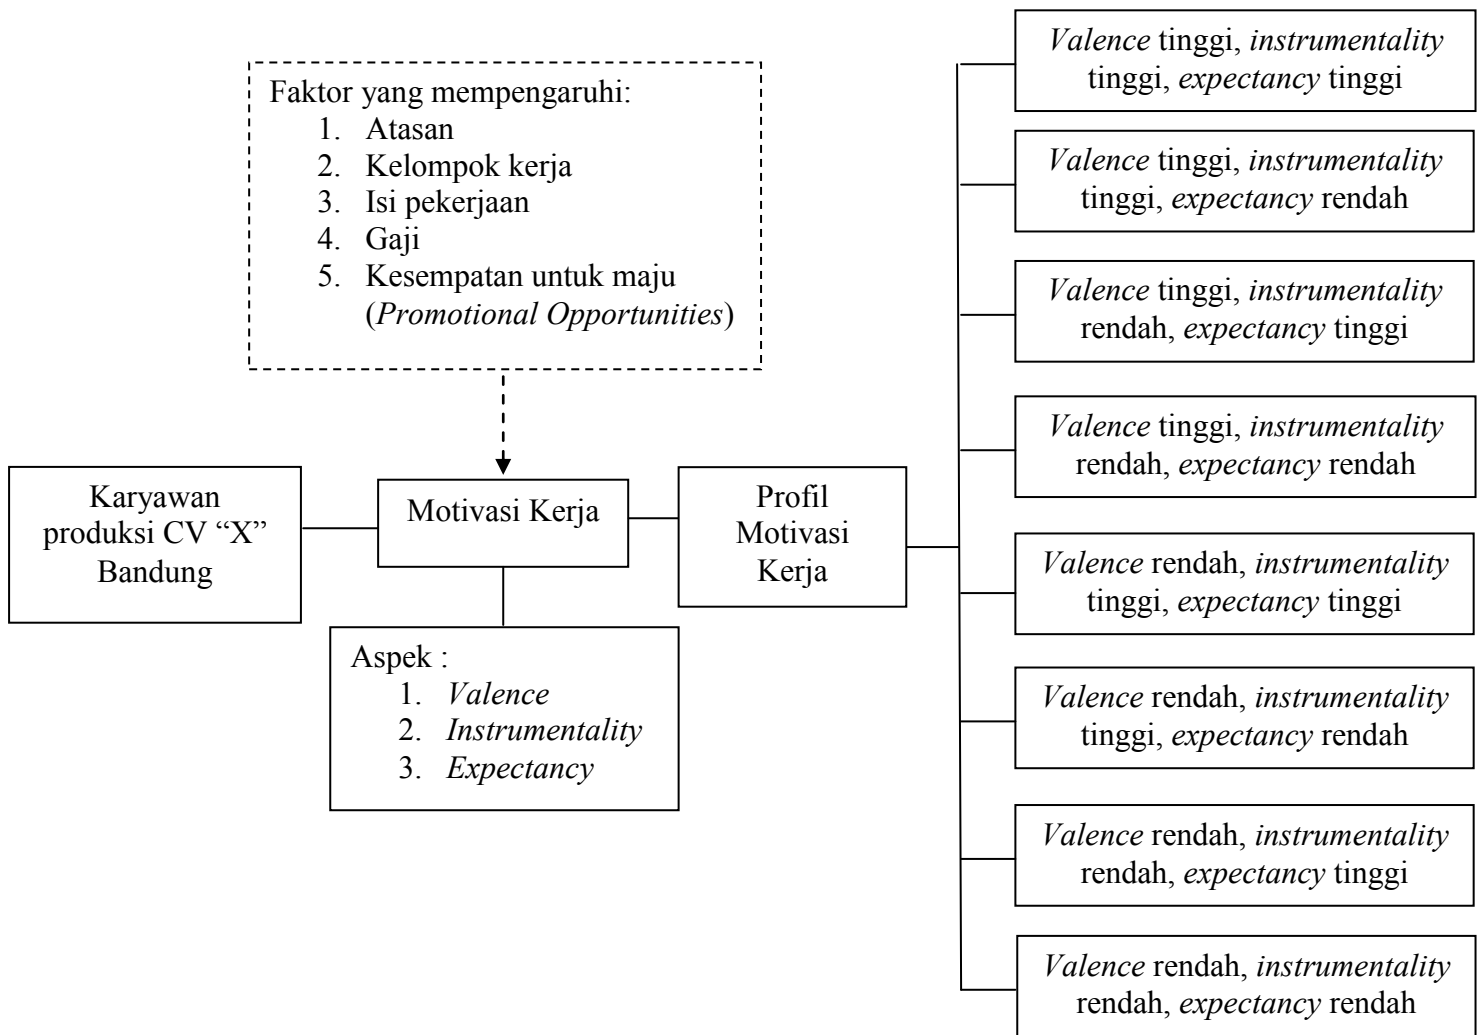 Faktor yang mempengaruhi:
1. Atasan
2. Kelompok kerja
3. Isi pekerjaan
4. Gaji
5. Kesempatan untuk maju
(Promotional Opportunities)
Karyawan
produksi CV “X”
Bandung
Motivasi Kerja
Aspek :
1. Valence
2. Instrumentality
3. Expectancy
Profil
Motivasi
Kerja
Valence tinggi, instrumentality
tinggi, expectancy tinggi
Valence tinggi, instrumentality
tinggi, expectancy rendah
Valence tinggi, instrumentality
rendah, expectancy tinggi
Valence tinggi, instrumentality
rendah, expectancy rendah
Valence rendah, instrumentality
tinggi, expectancy tinggi
Valence rendah, instrumentality
tinggi, expectancy rendah
Valence rendah, instrumentality
rendah, expectancy tinggi
Valence rendah, instrumentality
rendah, expectancy rendah